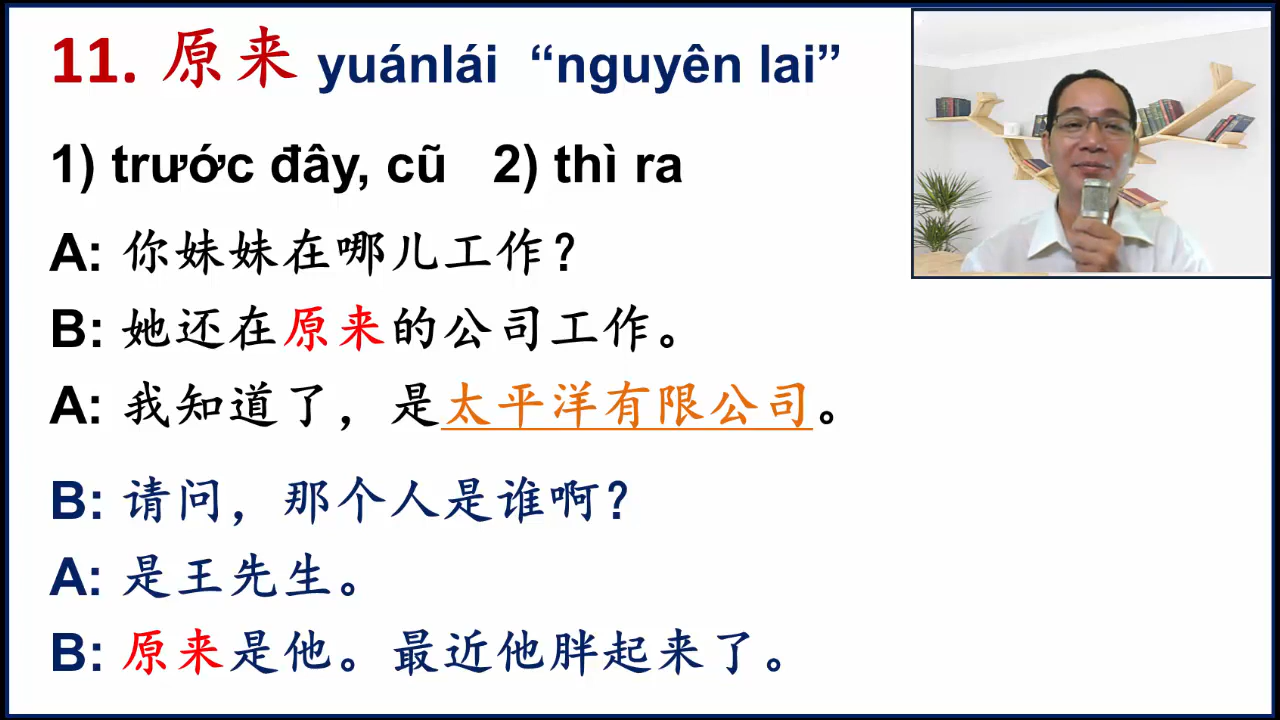 11. 原来 yuánlái “nguyên lai”
1) trước đây, cũ 2) thì ra
A: 你妹妹在哪儿工作？
B: 她还在原来的公司工作。
A: 我知道了，是太平洋有限公司。
B: 请问，那个人是谁啊？
A: 是王先生。
B: 原来是他。最近他胖起来了。